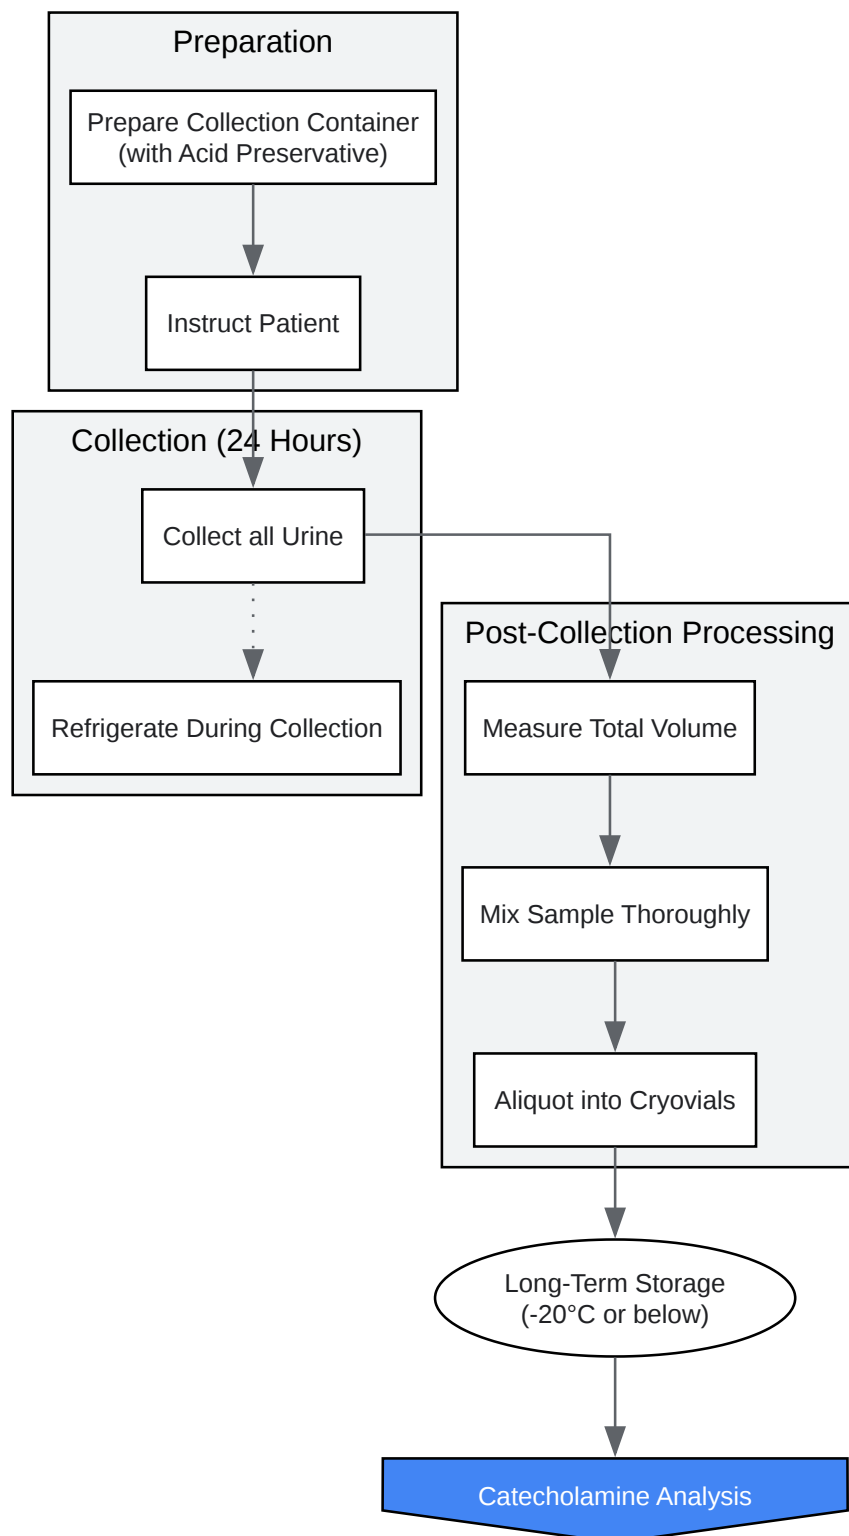 Preparation
Prepare Collection Container
(with Acid Preservative)
Instruct Patient
Collection (24 Hours)
Collect all Urine
Refrigerate During Collection
Post-Collection Processing
Measure Total Volume
Mix Sample Thoroughly
Aliquot into Cryovials
Long-Term Storage
(-20°C or below)
Catecholamine Analysis